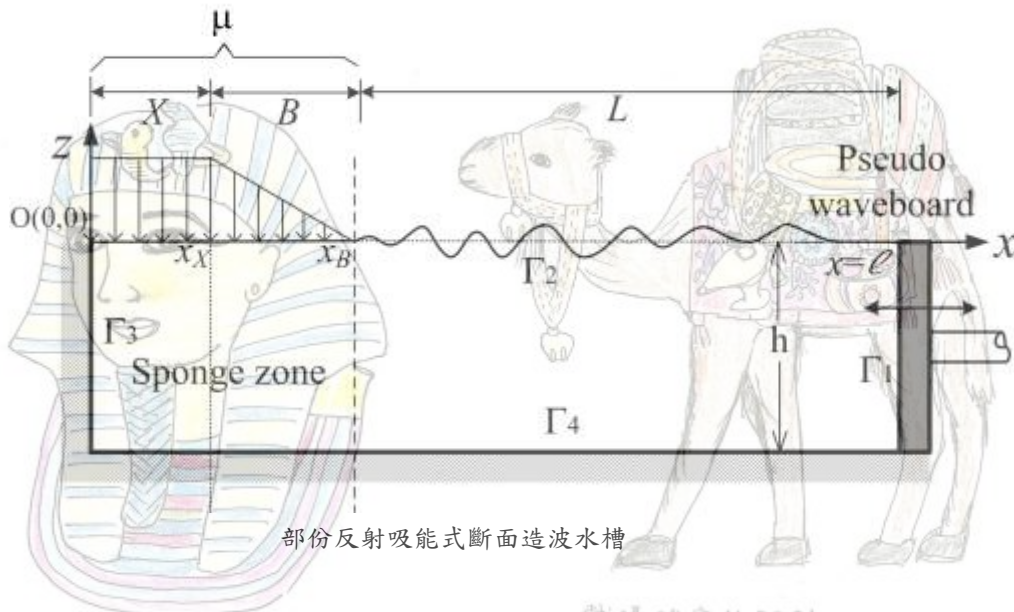 μ
X B L
z
Pseudo
waveboard
O(0,0)
x_X x_B x=ℓ x
Γ2
Γ3 h Γ1
Sponge zone
Γ4
部份反射吸能式斷面造波水槽